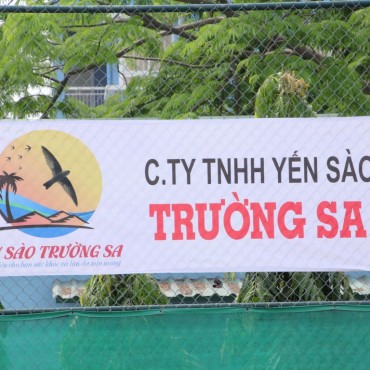 C.TY TNHH YẾN SÀO
TRƯỜNG SA
SÀO TRƯỜNG SA